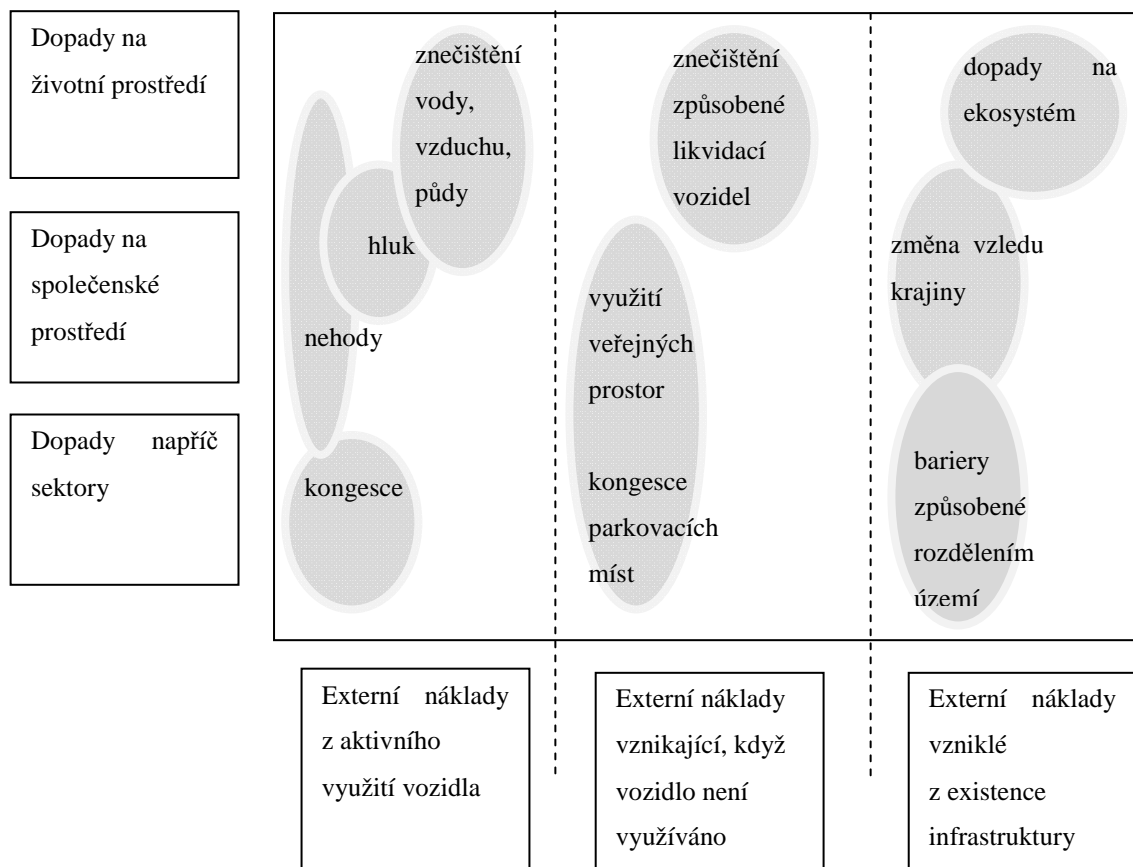 Dopady na
životní prostředí
Dopady na
společenské
prostředí
Dopady napříč
sektory
znečištění
vody,
vzduchu,
půdy
hluk
nehody
kongesce
znečištění
způsobené
likvidací
vozidel
využití
veřejných
prostor
kongesce
parkovacích
míst
dopady na
ekosystém
změna vzledu
krajiny
bariery
způsobené
rozdělením
území
Externí náklady
z aktivního
využití vozidla
Externí náklady
vznikající, když
vozidlo není
využíváno
Externí náklady
vzniklé
z existence
infrastruktury